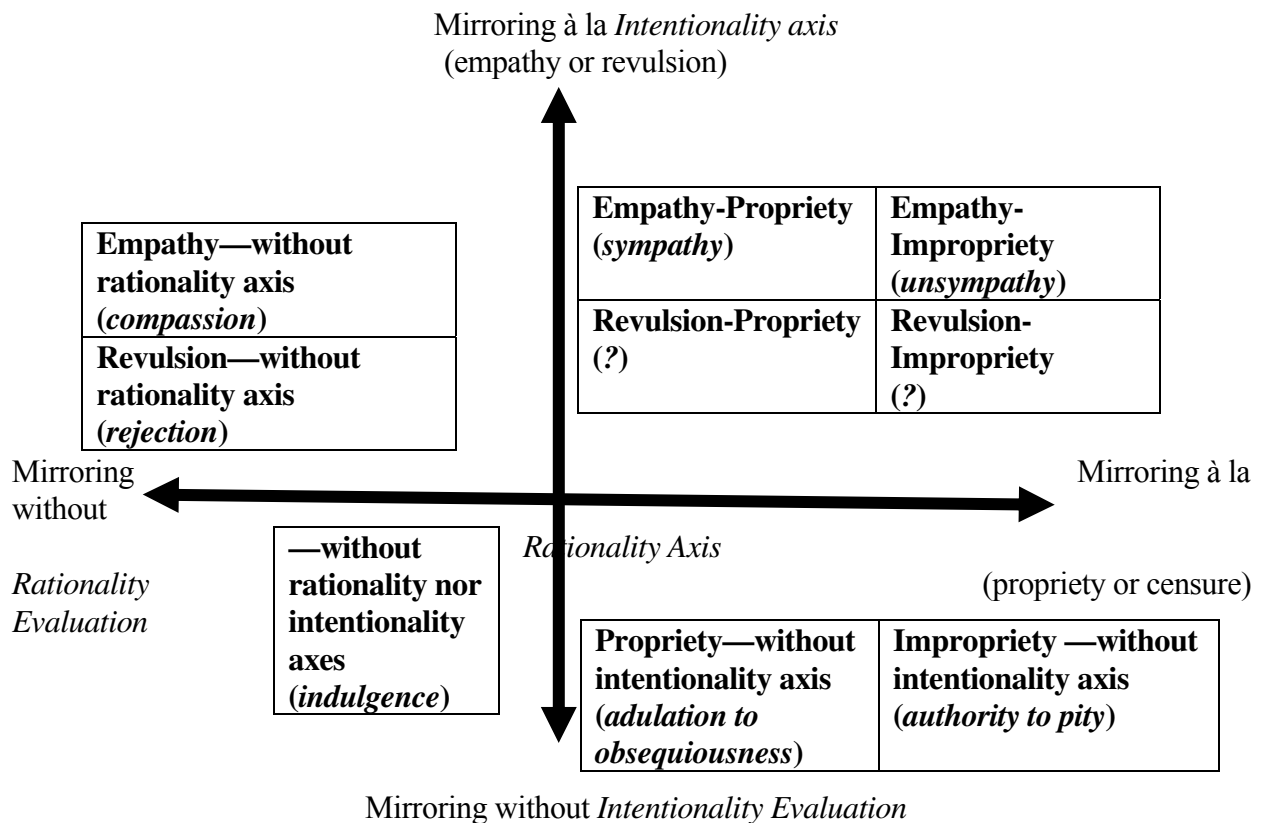 Mirroring à la Intentionality axis
(empathy or revulsion)
Empathy—without
rationality axis
(compassion)
Revulsion—without
rationality axis
(rejection)
Empathy-Propriety
(sympathy)
Empathy-
Impropriety
(unsympathy)
Revulsion-Propriety
(?)
Revulsion-
Impropriety
(?)
Mirroring
without
Rationality
Evaluation
Mirroring à la
Rationality Axis
(propriety or censure)
—without
rationality nor
intentionality
axes
(indulgence)
Propriety—without
intentionality axis
(adulation to
obsequiousness)
Impropriety —without
intentionality axis
(authority to pity)
Mirroring without Intentionality Evaluation